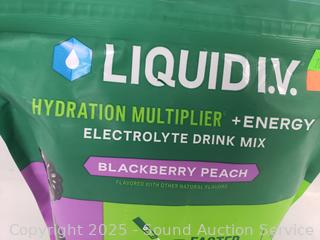 LIQUID I.V.
HYDRATION MULTIPLIER +ENERGY
ELECTROLYTE DRINK MIX
BLACKBERRY PEACH
FLAVORED WITH OTHER NATURAL FLAVORS
FASTER
Copyright 2025 - Sound Auction Service